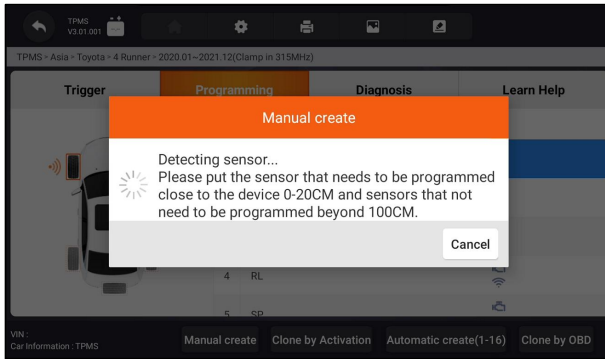 TPMS
V3.01.001
TPMS > Asia > Toyota > 4 Runner > 2020.01~2021.12(Clamp in 315MHz)
Trigger
Programming
Diagnosis
Learn Help
Manual create
Detecting sensor...
Please put the sensor that needs to be programmed
close to the device 0-20CM and sensors that not
need to be programmed beyond 100CM.
Cancel
4 RL
5 SP
VIN :
Car Information : TPMS
Manual create
Clone by Activation
Automatic create(1-16)
Clone by OBD